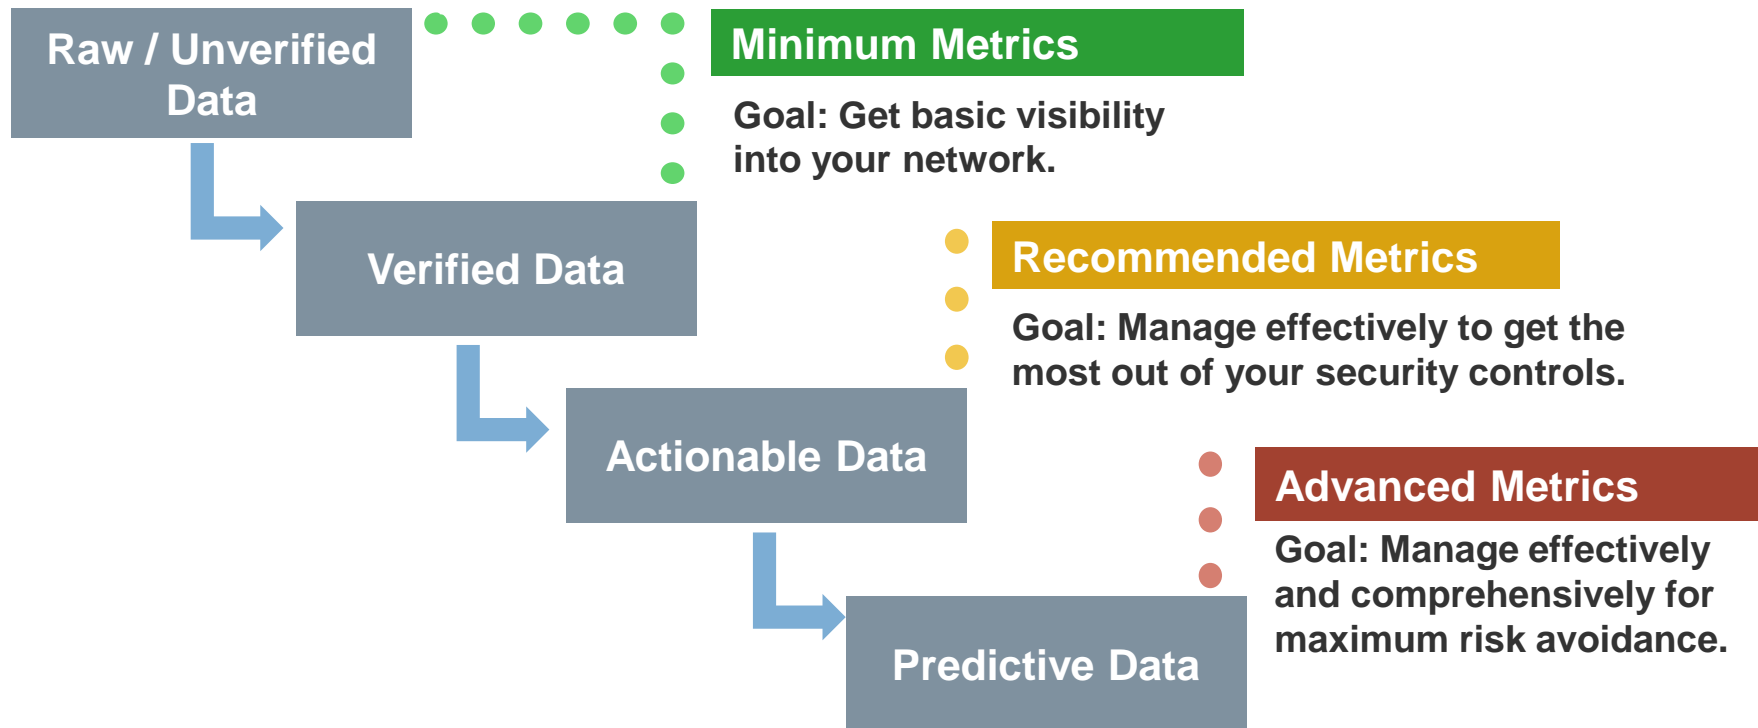 Raw / Unverified
Data
Minimum Metrics
Goal: Get basic visibility
into your network.
Verified Data
Recommended Metrics
Goal: Manage effectively to get the
most out of your security controls.
Actionable Data
Advanced Metrics
Goal: Manage effectively
and comprehensively for
maximum risk avoidance.
Predictive Data